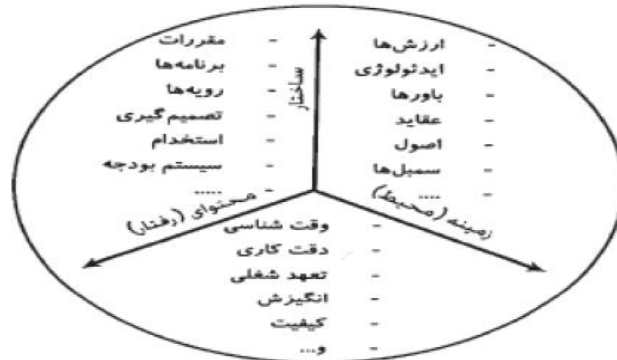 ارزش‌ها -
ایدئولوژی -
باورها -
عقاید -
اصول -
سمبل‌ها -
.... -
زمینه (محیط)
ساختار
مقررات -
برنامه‌ها -
رویه‌ها -
تصمیم‌گیری -
استخدام -
سیستم بودجه -
..... -
محتوای (رفتار)
وقت شناسی -
دقت کاری -
تعهد شغلی -
انگیزش -
کیفیت -
و... -